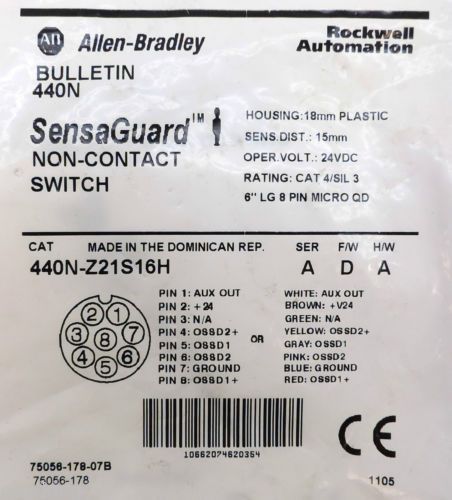 AB Allen-Bradley
Rockwell
Automation
BULLETIN
440N
SensaGuard™
NON-CONTACT
SWITCH
HOUSING:18mm PLASTIC
SENS.DIST.: 15mm
OPER.VOLT.: 24VDC
RATING: CAT 4/SIL 3
6" LG 8 PIN MICRO QD
CAT MADE IN THE DOMINICAN REP. SER F/W H/W
440N-Z21S16H A D A
2 1
3 8 7
4 5 6
PIN 1: AUX OUT
PIN 2: +24
PIN 3: N/A
PIN 4: OSSD2+
PIN 5: OSSD1
PIN 6: OSSD2
PIN 7: GROUND
PIN 8: OSSD1+
OR
WHITE: AUX OUT
BROWN: +V24
GREEN: N/A
YELLOW: OSSD2+
GRAY: OSSD1
PINK: OSSD2
BLUE: GROUND
RED: OSSD1+
10662074620354
CE
75056-178-07B
75056-178
1105